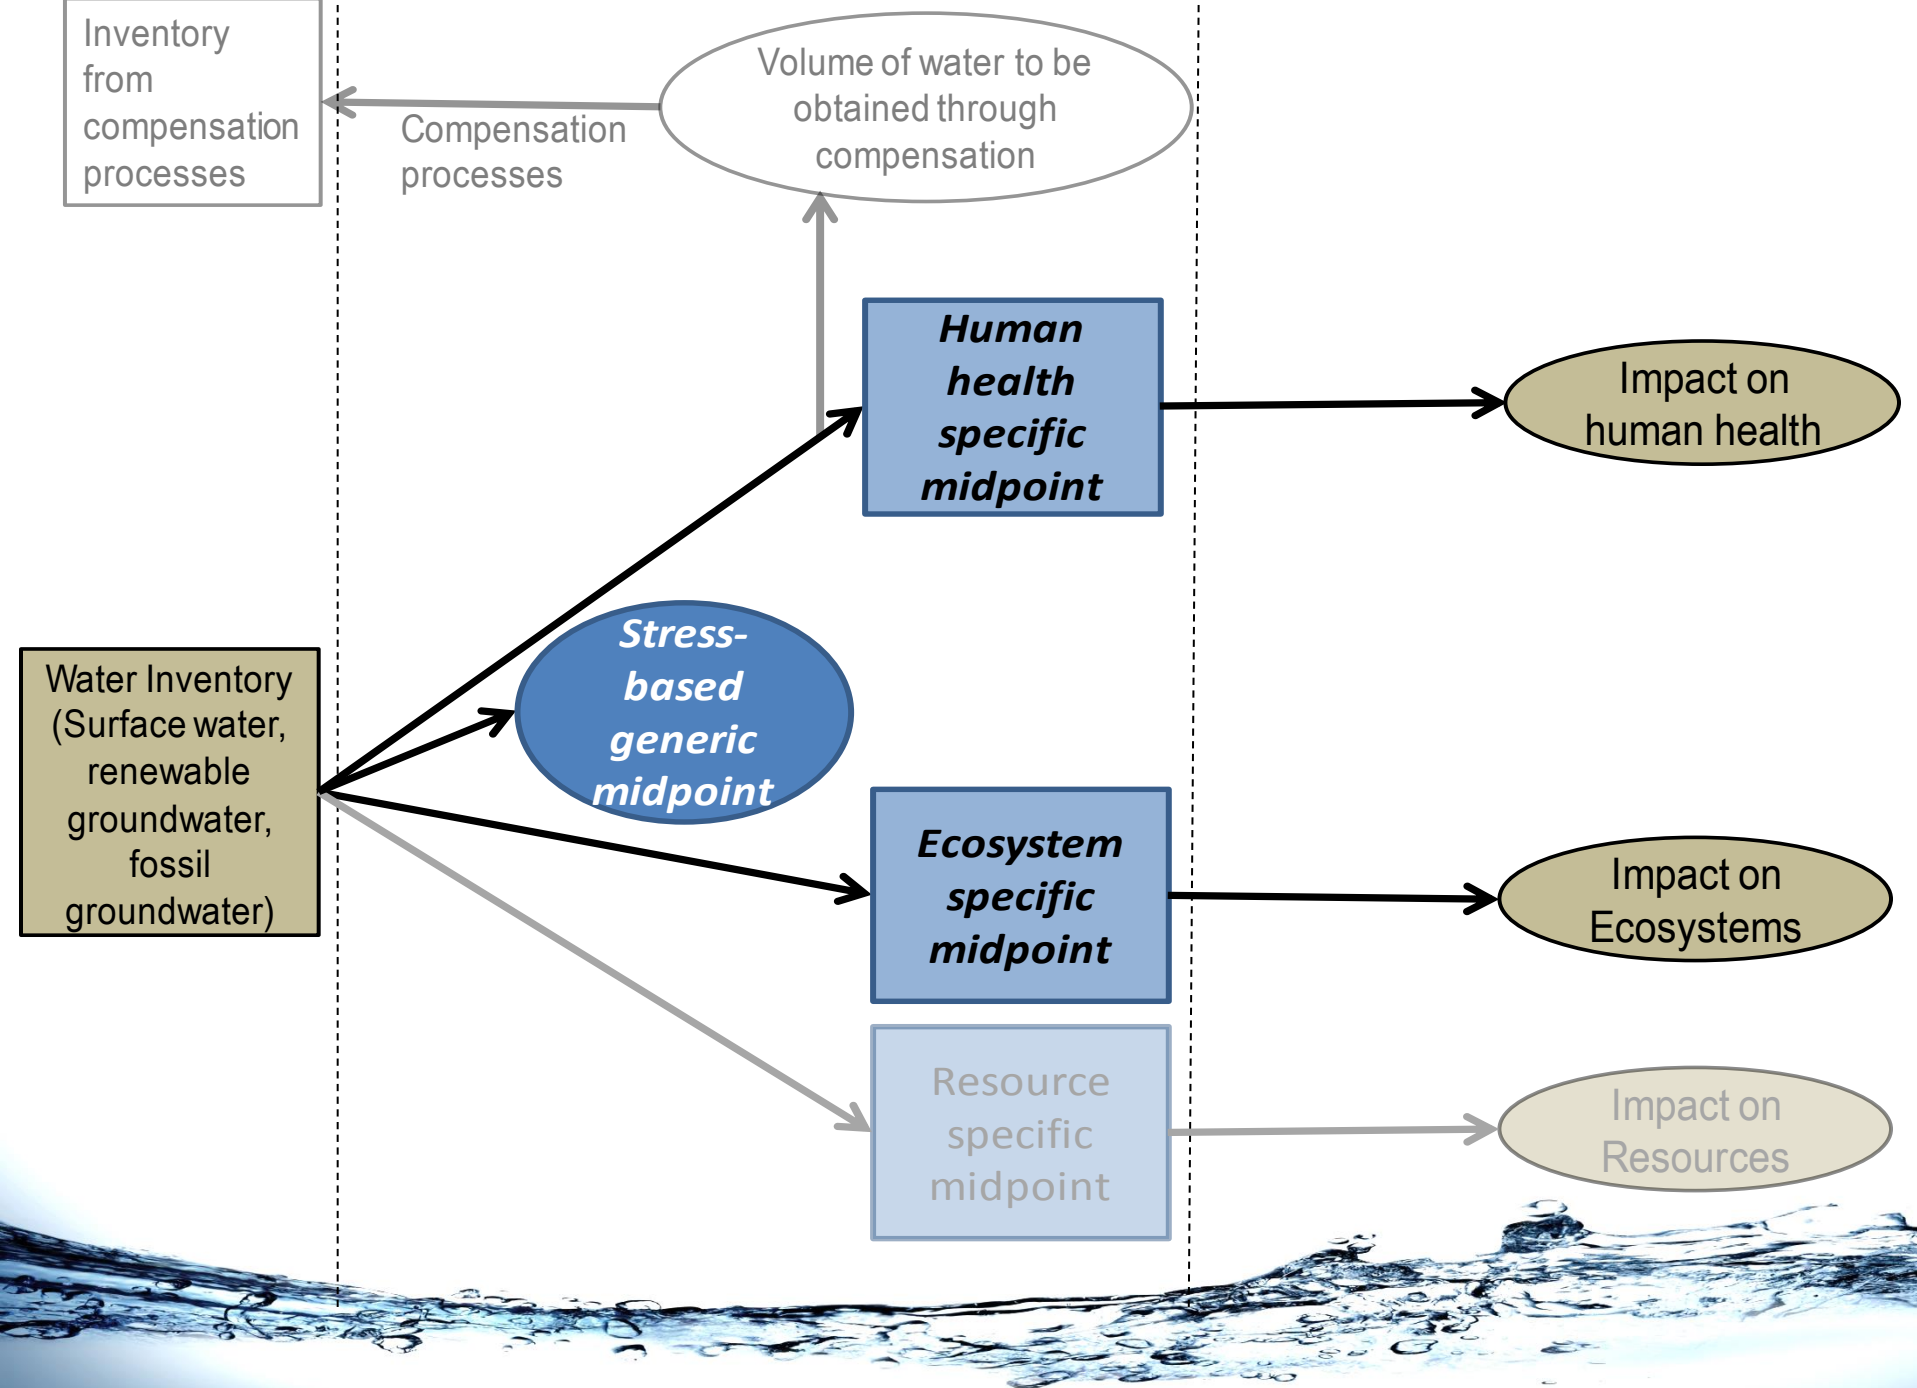 Inventory
from
compensation
processes
Compensation
processes
Volume of water to be
obtained through
compensation
Human
health
specific
midpoint
Impact on
human health
Stress-
based
generic
midpoint
Water Inventory
(Surface water,
renewable
groundwater,
fossil
groundwater)
Ecosystem
specific
midpoint
Impact on
Ecosystems
Resource
specific
midpoint
Impact on
Resources